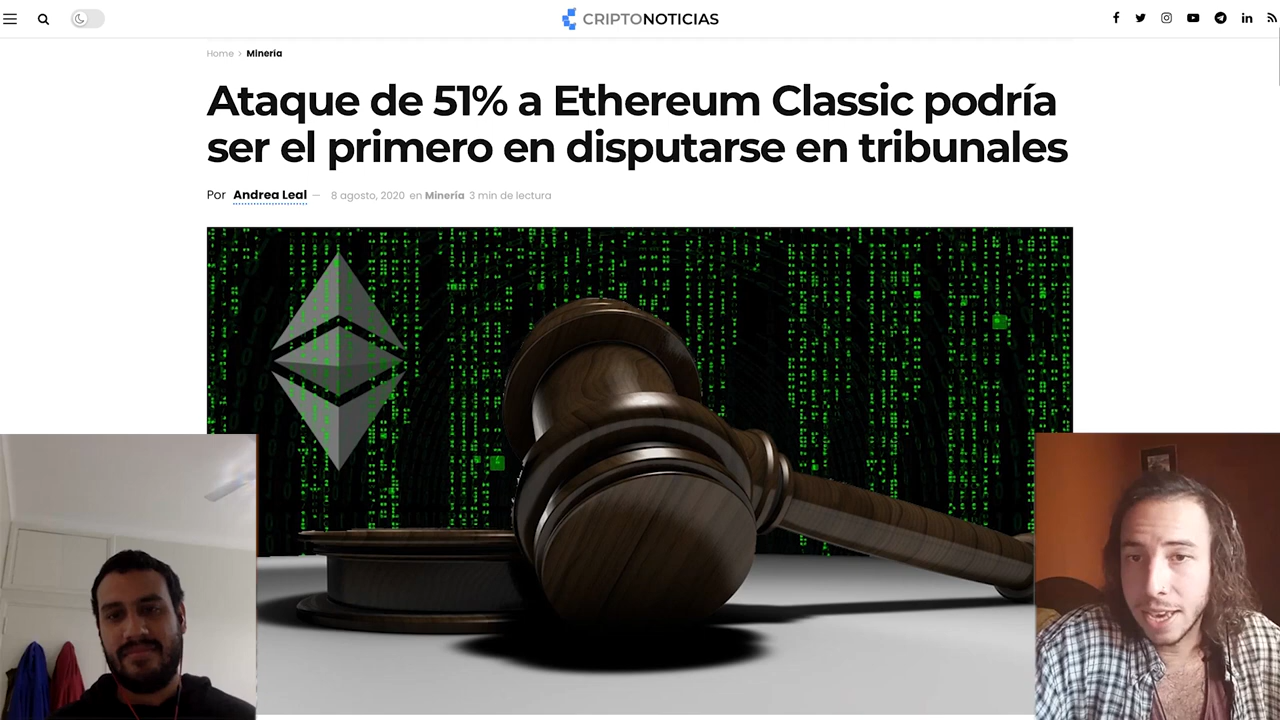 CRIPTONOTICIAS
Home > Minería
Ataque de 51% a Ethereum Classic podría
ser el primero en disputarse en tribunales
Por Andrea Leal — 8 agosto, 2020 en Minería 3 min de lectura